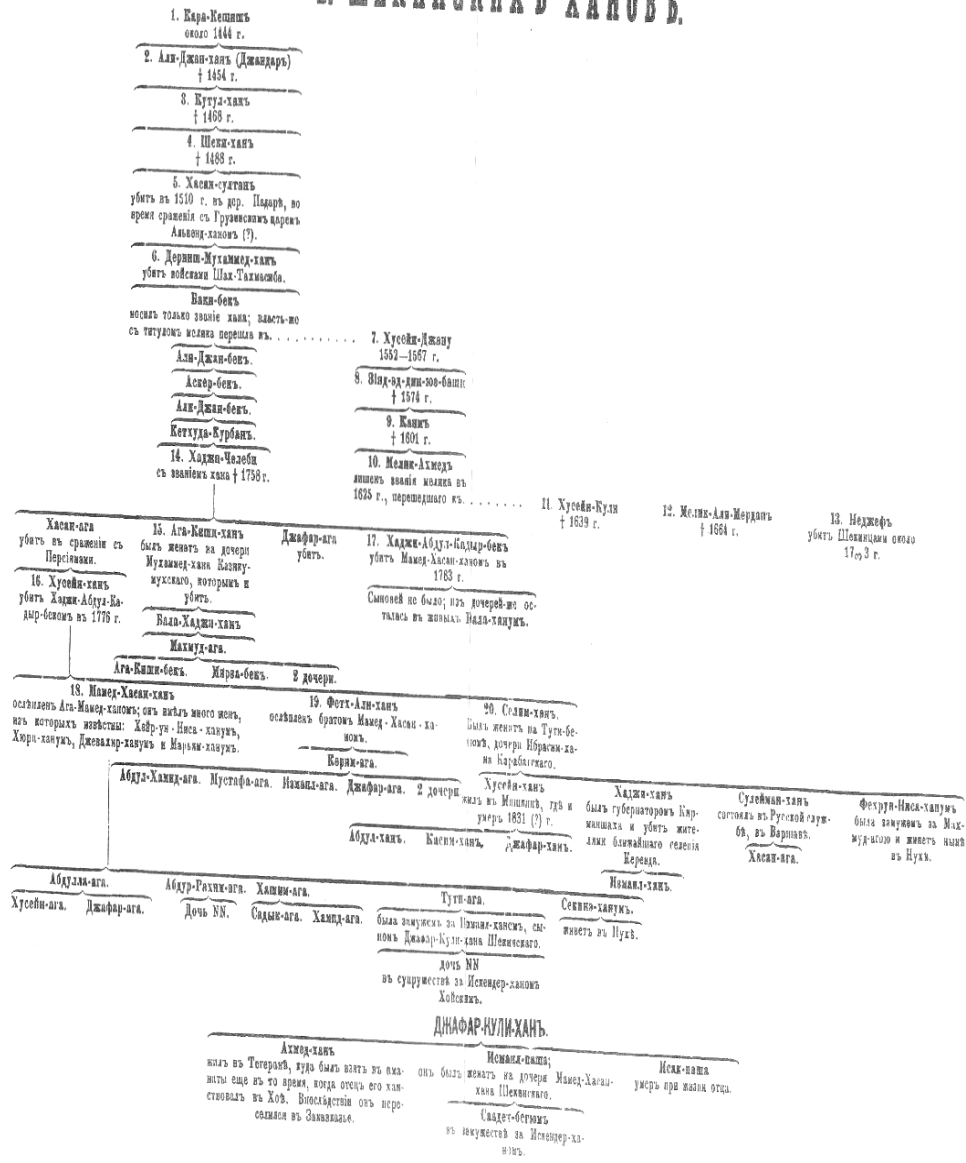 ШЕКИНСКИХЪ ХАНОВЪ.
1. Кара-Кешишъ
около 1444 г.
2. Али-Джан-ханъ (Джандаръ)
† 1454 г.
3. Кутул-ханъ
† 1468 г.
4. Шеки-ханъ
† 1488 г.
5. Хасан-султанъ
убитъ въ 1510 г. въ дер. Падарѣ, во
время сраженія съ Грузинскимъ царемъ
Альвенд-ханомъ (?).
6. Дервиш-Мухаммед-ханъ
убитъ войсками Шах-Тахмасиба.
Баки-бекъ
носилъ только званіе хана; власть-же
съ титуломъ мелика перешла къ. . . . . . . . . . .
7. Хусейн-Джану
1552—1567 г.
Али-Джан-бекъ.
8. Зіяд-эд-дин-юз-баши
† 1574 г.
Аскер-бекъ.
Али-Джан-бекъ.
9. Каимъ
† 1601 г.
Кетхуда-Курбанъ.
14. Хаджи-Челеби
съ званіемъ хана † 1758 г.
10. Мелик-Ахмедъ
лишенъ званія мелика въ
1625 г., перешедшаго къ. . . . . . .
11. Хусейн-Кули
† 1639 г.
12. Мелик-Али-Марданъ
† 1664 г.
13. Неджефъ
убитъ Шекинцами около
Хасан-ага
убитъ въ сраженіи съ
Персіянами.
15. Ага-Киши-ханъ
былъ женатъ на дочери
Мухаммед-хана Казику-
мухскаго, которымъ и
убитъ.
Джафар-ага
убитъ.
17. Хаджи-Абдул-Кадыр-бекъ
убитъ Мамед-Хасан-ханомъ въ
1783 г.
16. Хусейн-ханъ
убитъ Хаджи-Абдул-Ка-
дыр-бекомъ въ 1776 г.
Бала-Хаджи-ханъ
Сыновей не было; изъ дочерей-же ос-
талась въ живыхъ Бала-ханумъ.
Махмуд-ага.
Ага-Киши-бекъ. Мирза-бекъ. 2 дочери.
18. Мамед-Хасан-ханъ
ослѣпленъ Ага-Мамед-ханомъ; онъ имѣлъ много женъ,
изъ которыхъ извѣстны: Хейр-ун-Ниса-ханумъ,
Хюри-ханумъ, Джевахир-ханумъ и Марьям-ханумъ.
19. Фетх-Али-ханъ
ослѣпленъ братомъ Мамед-Хасан-ха-
номъ.
20. Селим-ханъ.
Былъ женатъ на Тути-бе-
гюмѣ, дочери Ибрагим-ха-
на Карабагскаго.
Керим-ага.
Абдул-Хамид-ага. Мустафа-ага. Измаил-ага. Джафар-ага. 2 дочери
Хусейн-ханъ
жилъ въ Мишкинѣ, гдѣ и
умеръ 1831 (?) г.
Хаджи-ханъ
былъ губернаторомъ Кир-
маншаха и убитъ жите-
лями ближайшаго селенія
Керенда.
Сулейман-ханъ
состоялъ въ Русской служ-
бѣ, въ Варшавѣ.
Фехрун-Ниса-ханумъ
была замужемъ за Мах-
муд-агою и живетъ нынѣ
въ Нухѣ.
Абдул-ханъ. Касим-ханъ, Джафар-ханъ.
Хасан-ага.
Измаил-ханъ.
Абдулла-ага. Абдур-Рахим-ага. Хашим-ага.
Тути-ага.
Секинэ-ханумъ.
Хусейн-ага. Джафар-ага.
Дочь NN. Садык-ага. Хамид-ага.
была замужемъ за Измаил-ханомъ, сы-
номъ Джафар-Кули-хана Шекинскаго.
живетъ въ Нухѣ.
дочь NN
въ супружествѣ за Искендер-ханомъ
Хойскимъ.
ДЖАФАР-КУЛИ-ХАНЪ.
Ахмед-ханъ
жилъ въ Тегеранѣ, куда былъ взятъ въ ама-
наты еще въ то время, когда отецъ его хан-
ствовалъ въ Хоѣ. Впослѣдствіи онъ пере-
селился въ Закавказье.
Исмаил-паша;
онъ былъ женатъ на дочери Мамед-Хасан-
хана Шекинскаго.
Исак-паша
умеръ при жизни отца.
Саадет-бегюмъ
въ замужествѣ за Искендер-ха-
номъ.